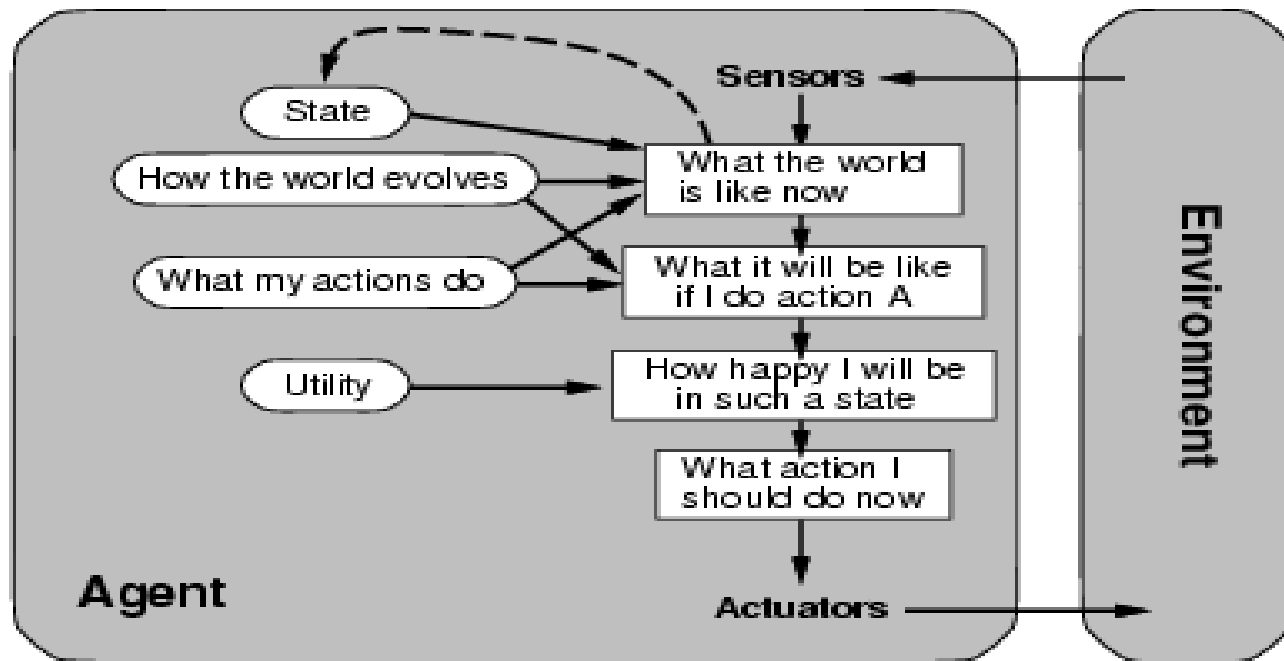 Sensors
State
What the world
is like now
How the world evolves
What my actions do
What it will be like
if I do action A
Utility
How happy I will be
in such a state
What action I
should do now
Agent
Actuators
Environment